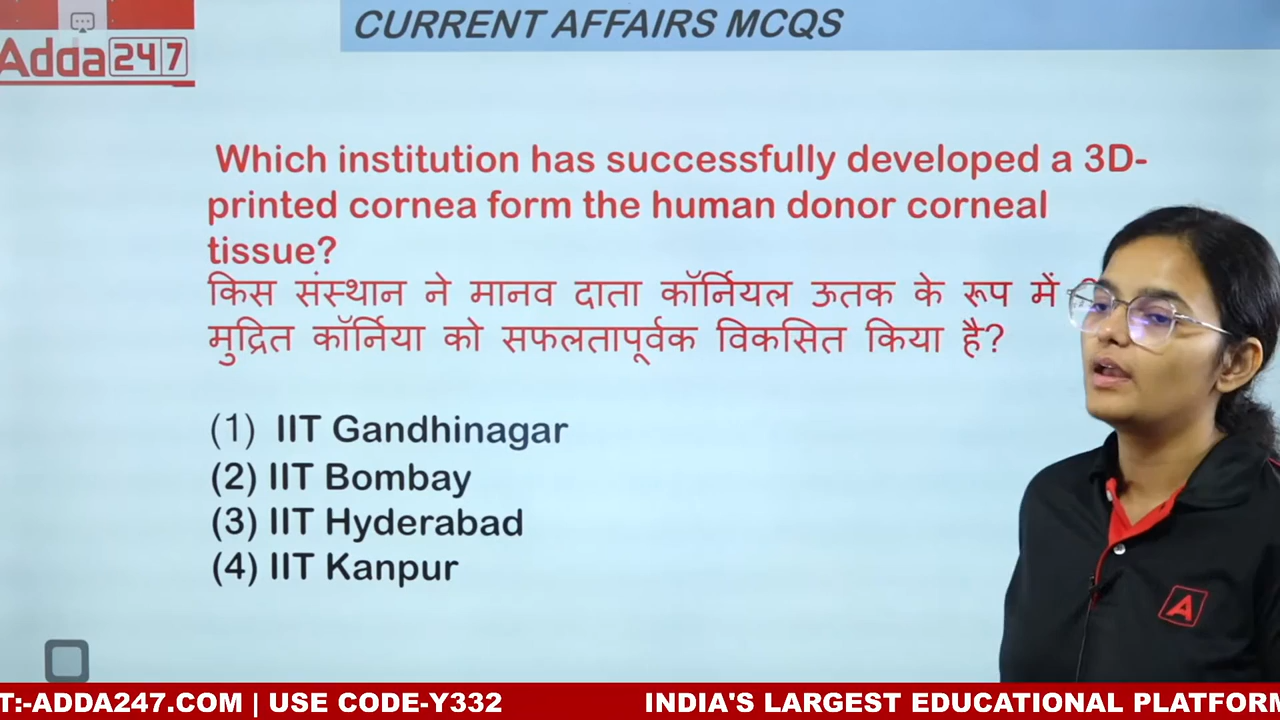 CURRENT AFFAIRS MCQS
Adda247
Which institution has successfully developed a 3D-
printed cornea form the human donor corneal
tissue?
किस संस्थान ने मानव दाता कॉर्नियल ऊतक के रूप में
मुद्रित कॉर्निया को सफलतापूर्वक विकसित किया है?
(1) IIT Gandhinagar
(2) IIT Bombay
(3) IIT Hyderabad
(4) IIT Kanpur
A
T:-ADDA247.COM | USE CODE-Y332 INDIA'S LARGEST EDUCATIONAL PLATFORM